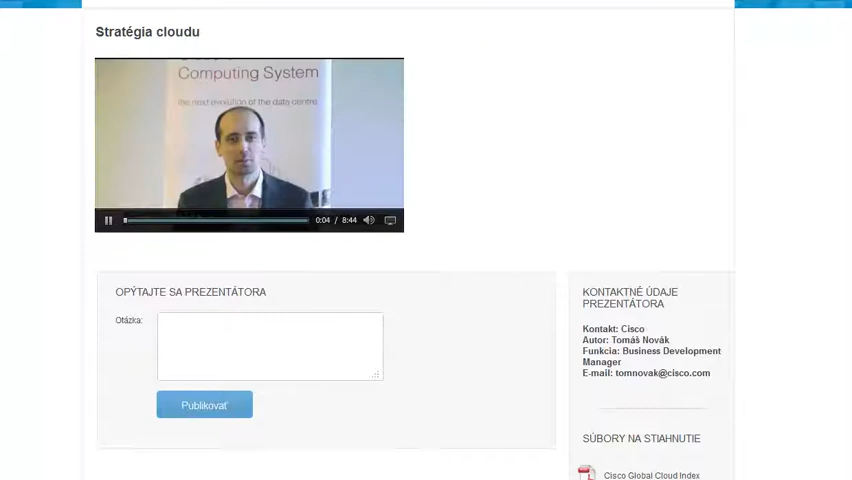 Stratégia cloudu
Computing System
the next evolution of the data centre
0:04 / 8:44
OPÝTAJTE SA PREZENTÁTORA
Otázka:
Publikovať
KONTAKTNÉ ÚDAJE
PREZENTÁTORA
Kontakt: Cisco
Autor: Tomáš Novák
Funkcia: Business Development
Manager
E-mail: tomnovak@cisco.com
SÚBORY NA STIAHNUTIE
Cisco Global Cloud Index